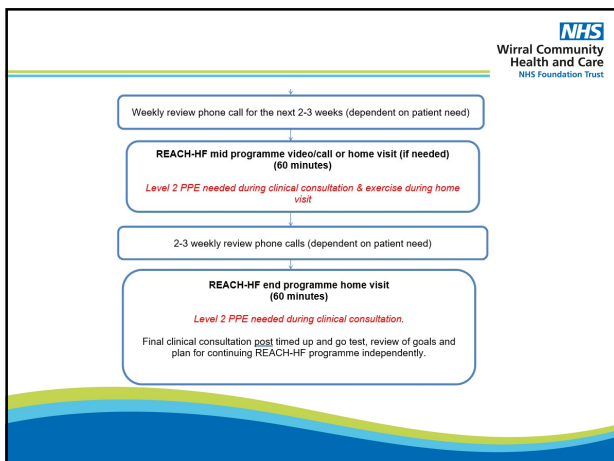 NHS
Wirral Community
Health and Care
NHS Foundation Trust
Weekly review phone call for the next 2-3 weeks (dependent on patient need)
REACH-HF mid programme video/call or home visit (if needed)
(60 minutes)
Level 2 PPE needed during clinical consultation & exercise during home
visit
2-3 weekly review phone calls (dependent on patient need)
REACH-HF end programme home visit
(60 minutes)
Level 2 PPE needed during clinical consultation.
Final clinical consultation post timed up and go test, review of goals and
plan for continuing REACH-HF programme independently.